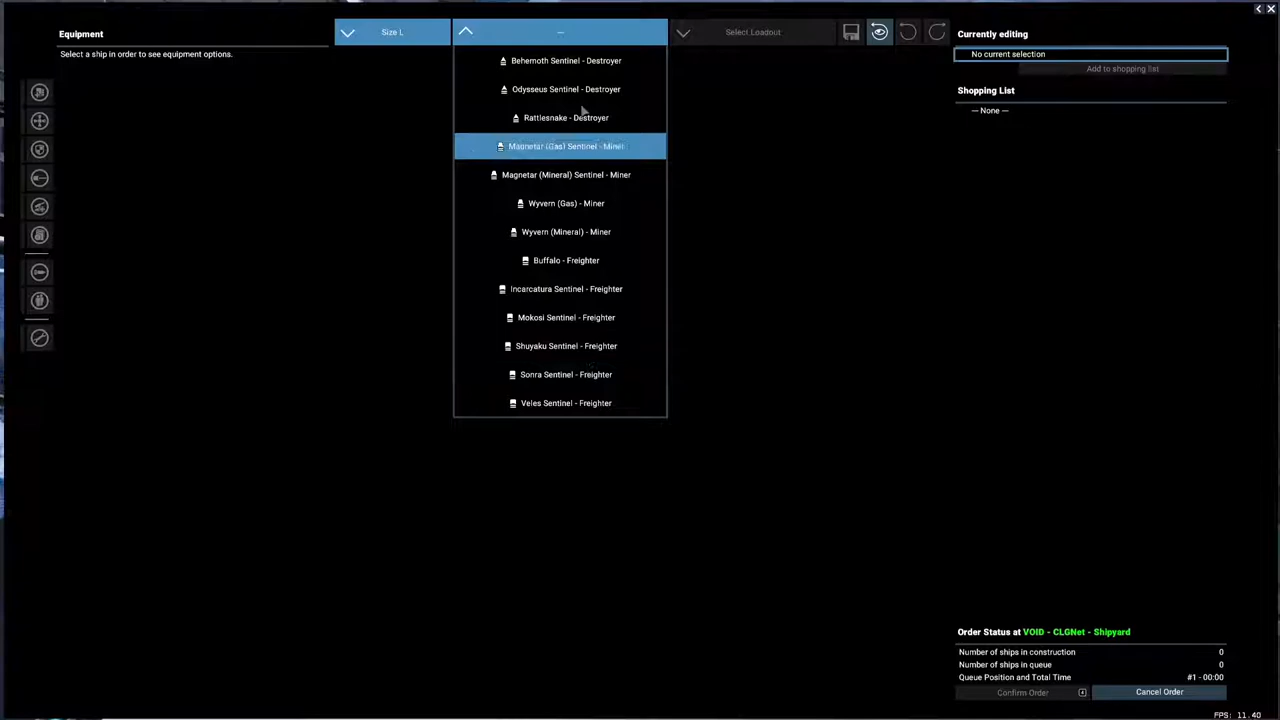 Equipment
Select a ship in order to see equipment options.
Size L
—
Behemoth Sentinel - Destroyer
Odysseus Sentinel - Destroyer
Rattlesnake - Destroyer
Magnetar (Gas) Sentinel - Miner
Magnetar (Mineral) Sentinel - Miner
Wyvern (Gas) - Miner
Wyvern (Mineral) - Miner
Buffalo - Freighter
Incarcatura Sentinel - Freighter
Mokosi Sentinel - Freighter
Shuyaku Sentinel - Freighter
Sonra Sentinel - Freighter
Veles Sentinel - Freighter
Select Loadout
Currently editing
No current selection
Add to shopping list
Shopping List
— None —
Order Status at VOID - CLGNet - Shipyard
Number of ships in construction 0
Number of ships in queue 0
Queue Position and Total Time #1 - 00:00
Confirm Order
Cancel Order
FPS: 11.40